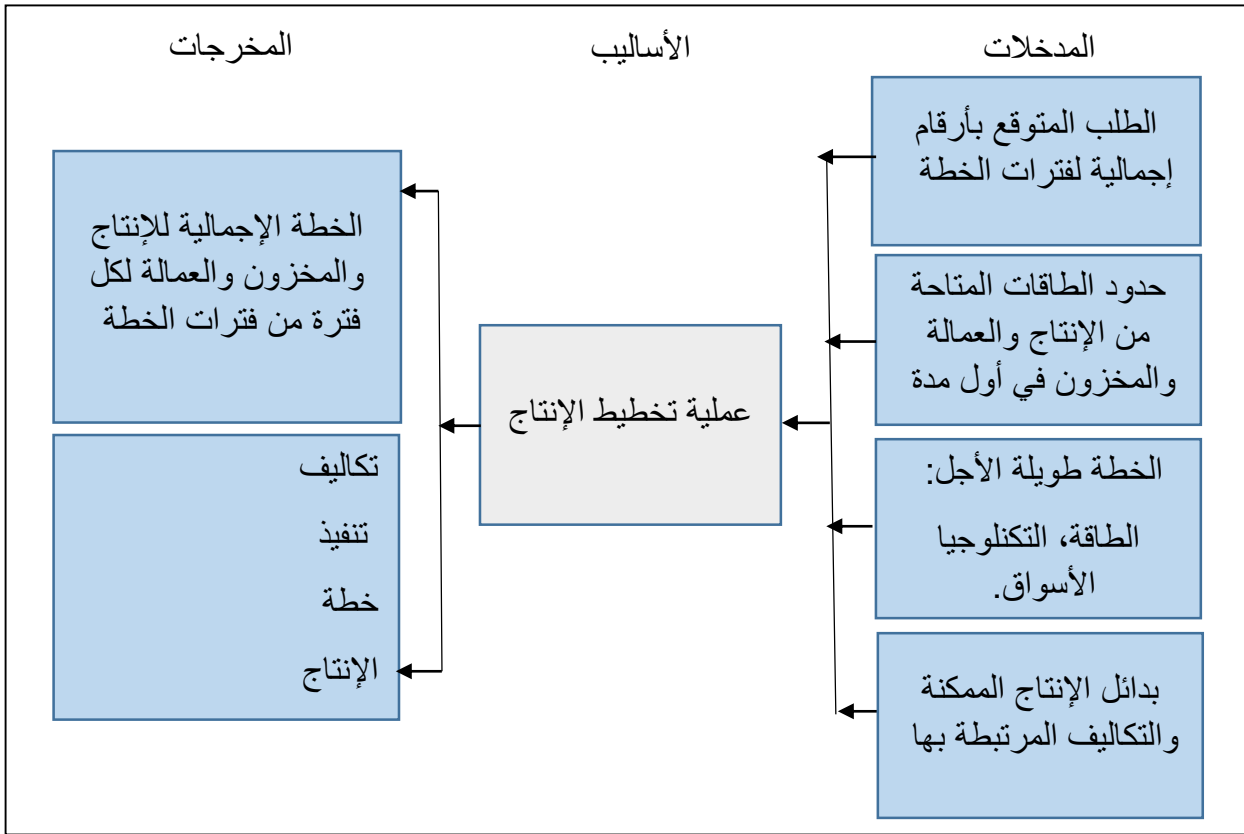 المدخلات
الأساليب
المخرجات
الطلب المتوقع بأرقام
إجمالية لفترات الخطة
حدود الطاقات المتاحة
من الإنتاج والعمالة
والمخزون في أول مدة
الخطة طويلة الأجل:
الطاقة، التكنلوجيا
الأسواق.
بدائل الإنتاج الممكنة
والتكاليف المرتبطة بها
عملية تخطيط الإنتاج
الخطة الإجمالية للإنتاج
والمخزون والعمالة لكل
فترة من فترات الخطة
تكاليف
تنفيذ
خطة
الإنتاج